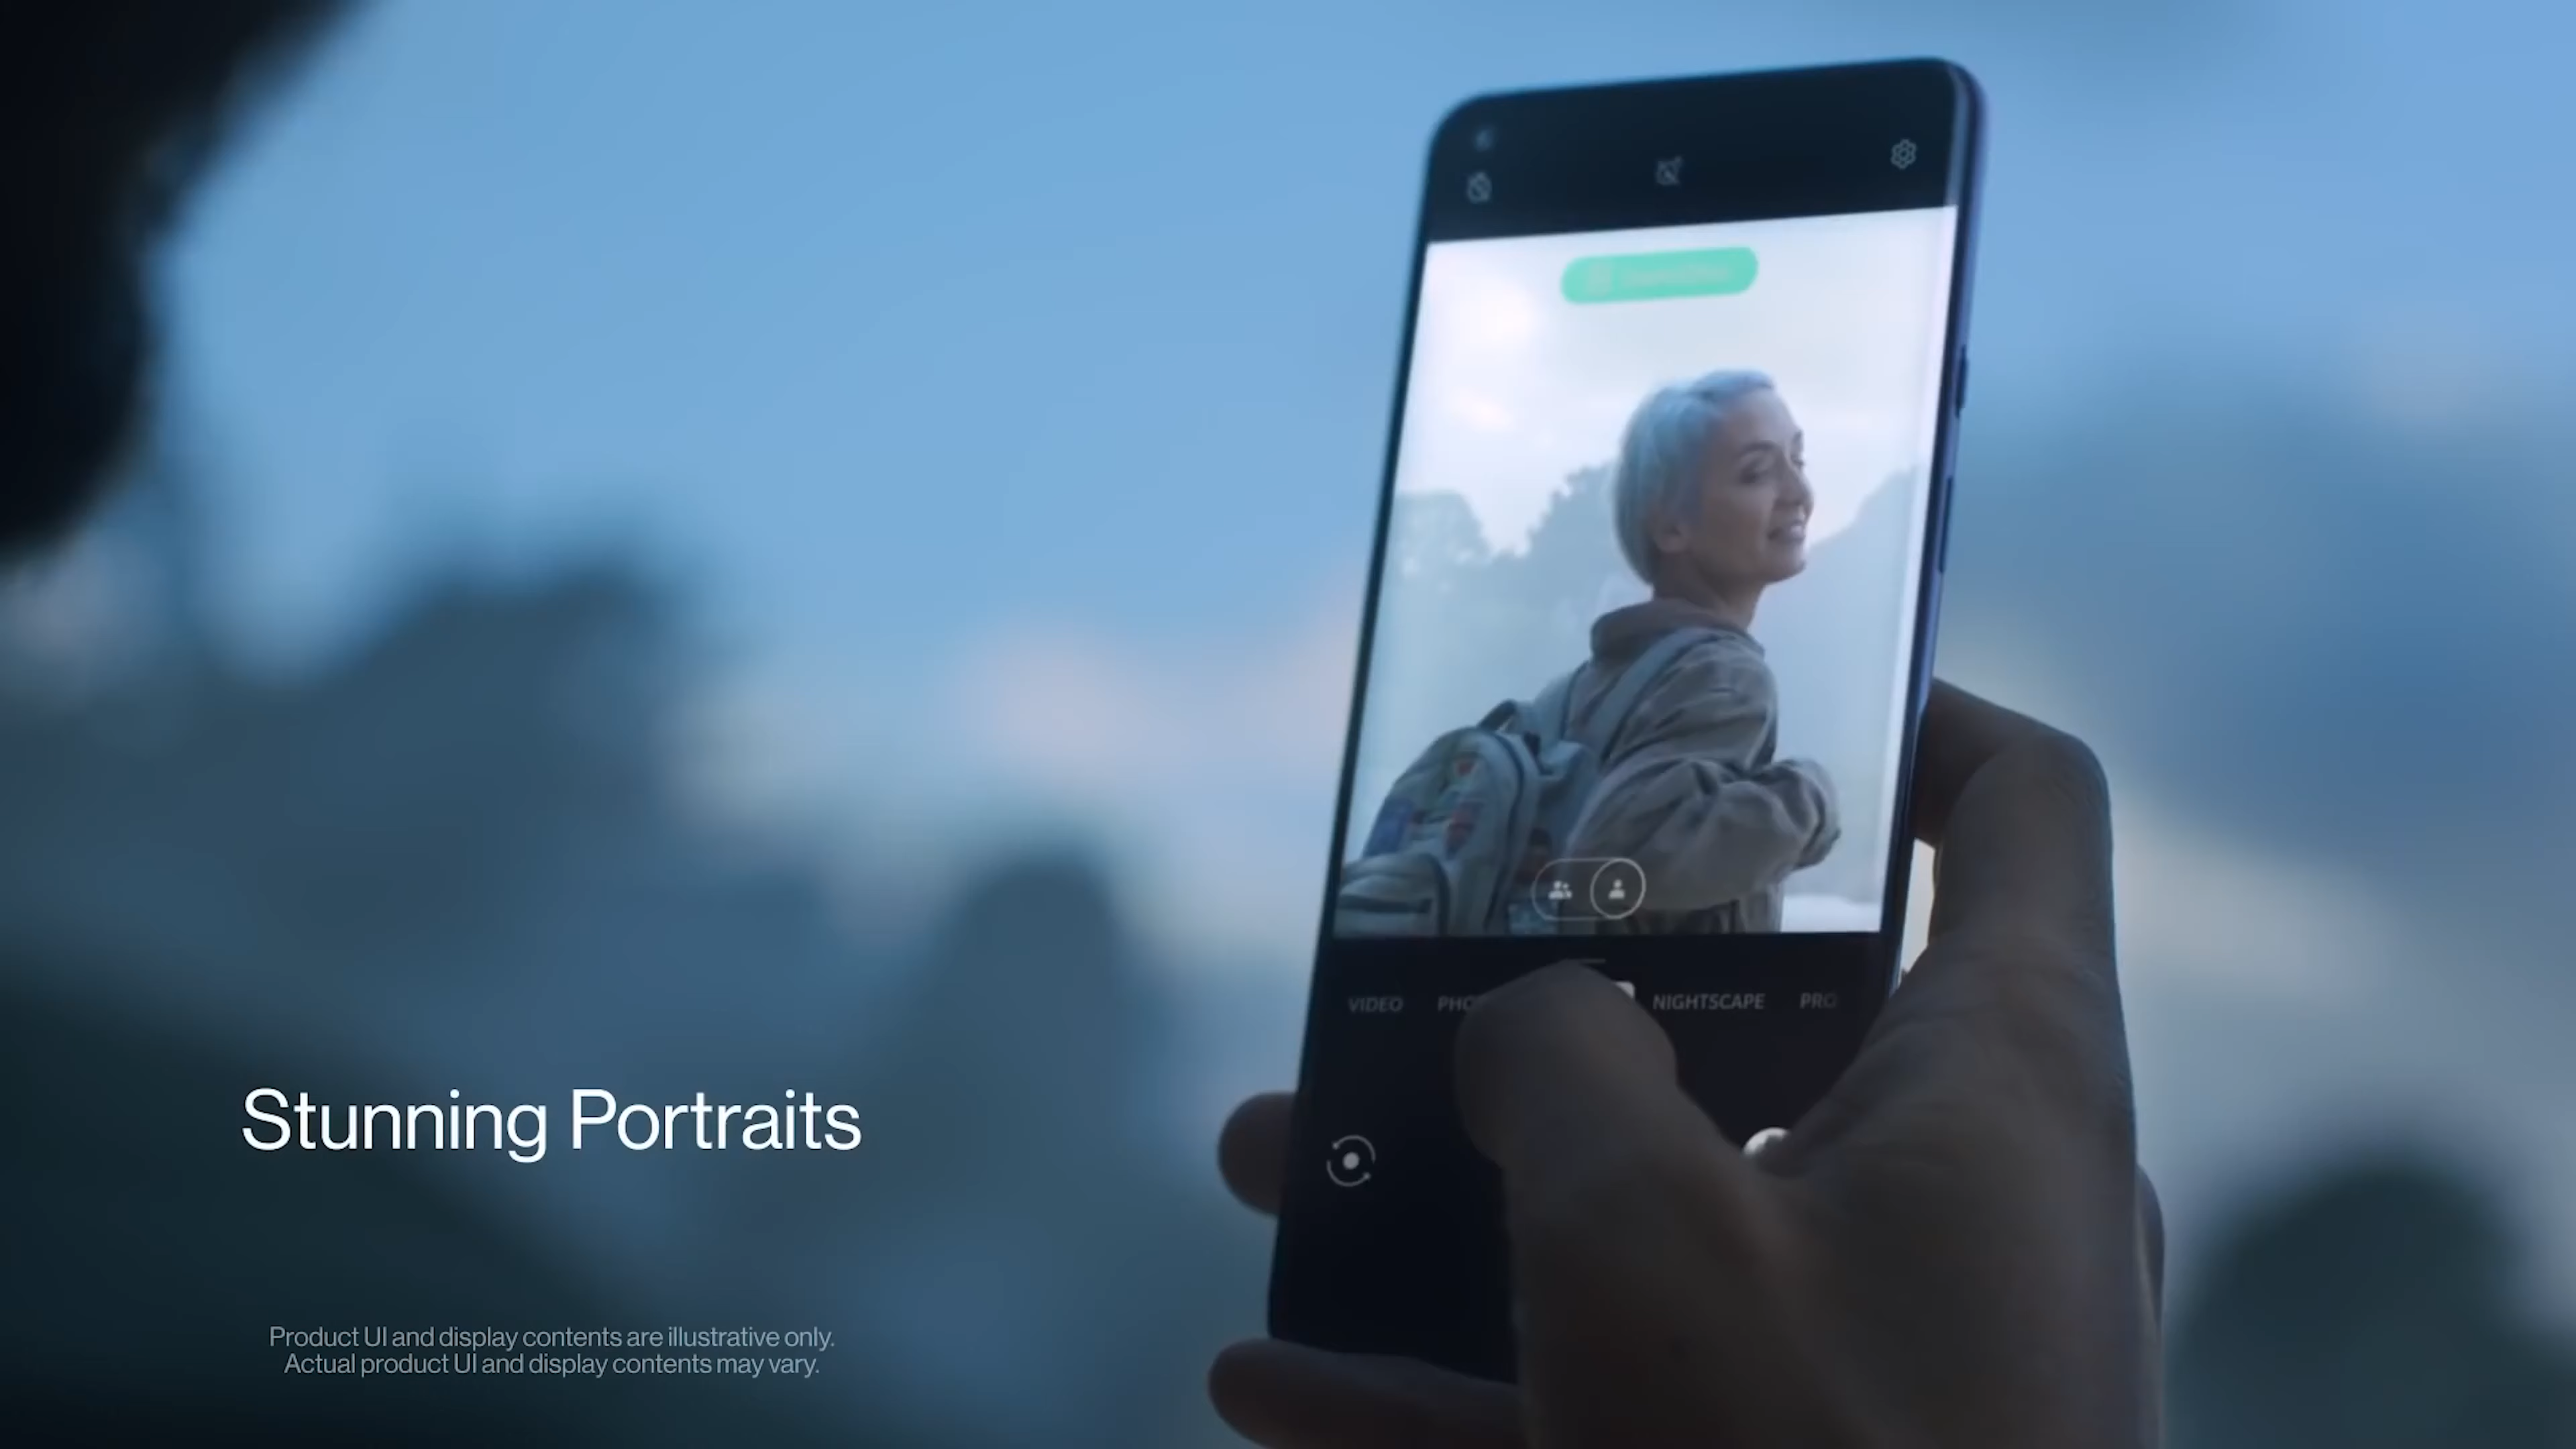 VIDEO
NIGHTSCAPE
PRO
Stunning Portraits
Product UI and display contents are illustrative only.
Actual product UI and display contents may vary.